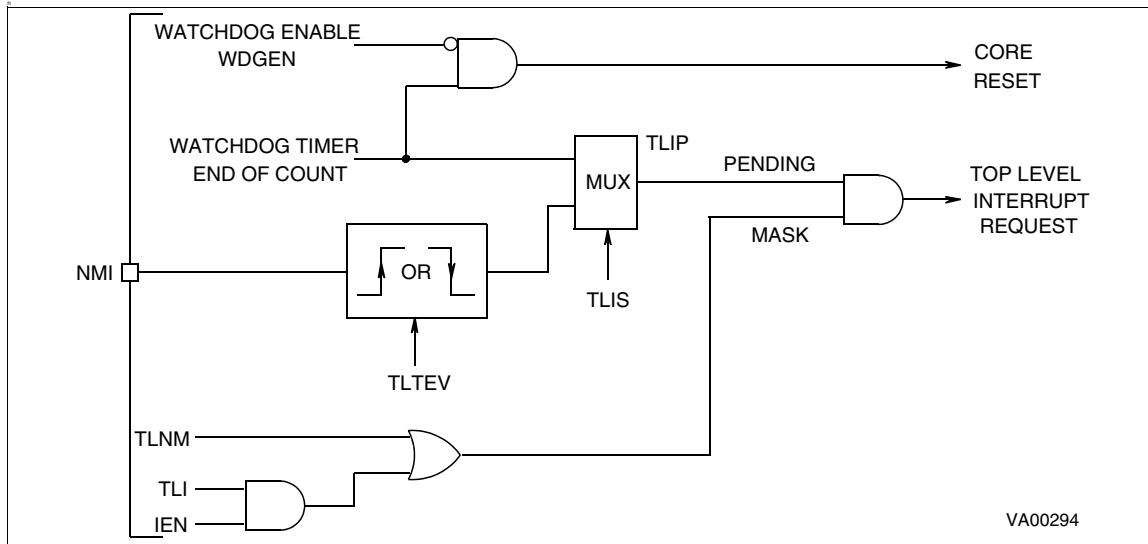 WATCHDOG ENABLE
WDGEN
CORE
RESET
WATCHDOG TIMER
END OF COUNT
TLIP
MUX
PENDING
MASK
TOP LEVEL
INTERRUPT
REQUEST
NMI
OR
TLIS
TLTEV
TLNM
TLI
IEN
VA00294